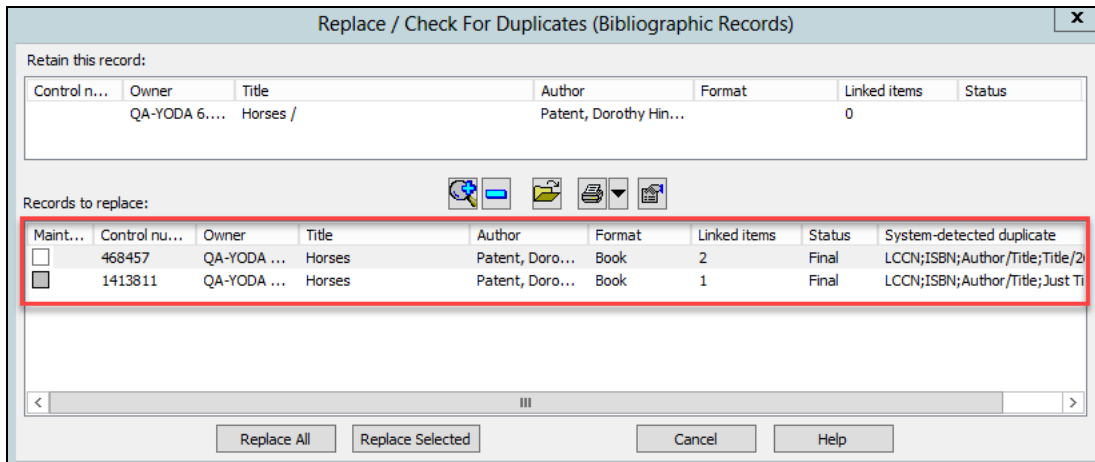 Replace / Check For Duplicates (Bibliographic Records)
x
Retain this record:
Control n... Owner Title Author Format Linked items Status
QA-YODA 6.... Horses / Patent, Dorothy Hin... 0
Records to replace:
Maint... Control nu... Owner Title Author Format Linked items Status System-detected duplicate
468457 QA-YODA ... Horses Patent, Doro... Book 2 Final LCCN;ISBN;Author/Title;Title/2
1413811 QA-YODA ... Horses Patent, Doro... Book 1 Final LCCN;ISBN;Author/Title;Just Ti
Replace All Replace Selected Cancel Help